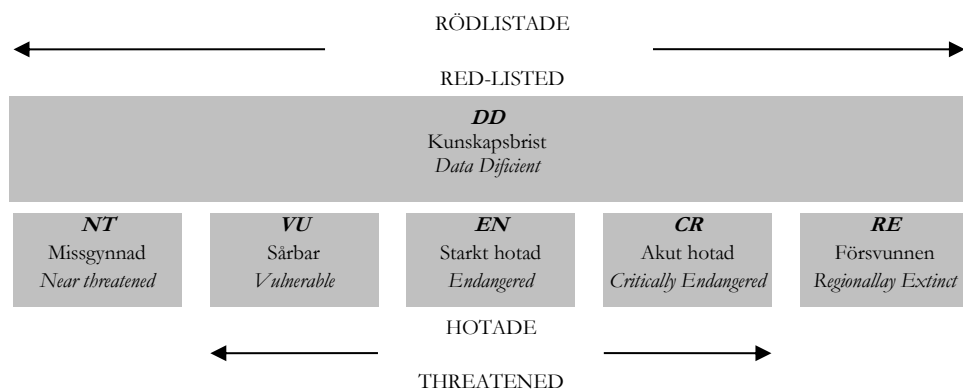 RÖDLISTADE
RED-LISTED
DD
Kunskapsbrist
Data Dificient
NT
Missgynnad
Near threatened
VU
Sårbar
Vulnerable
EN
Starkt hotad
Endangered
CR
Akut hotad
Critically Endangered
RE
Försvunnen
Regionallay Extinct
HOTADE
THREATENED